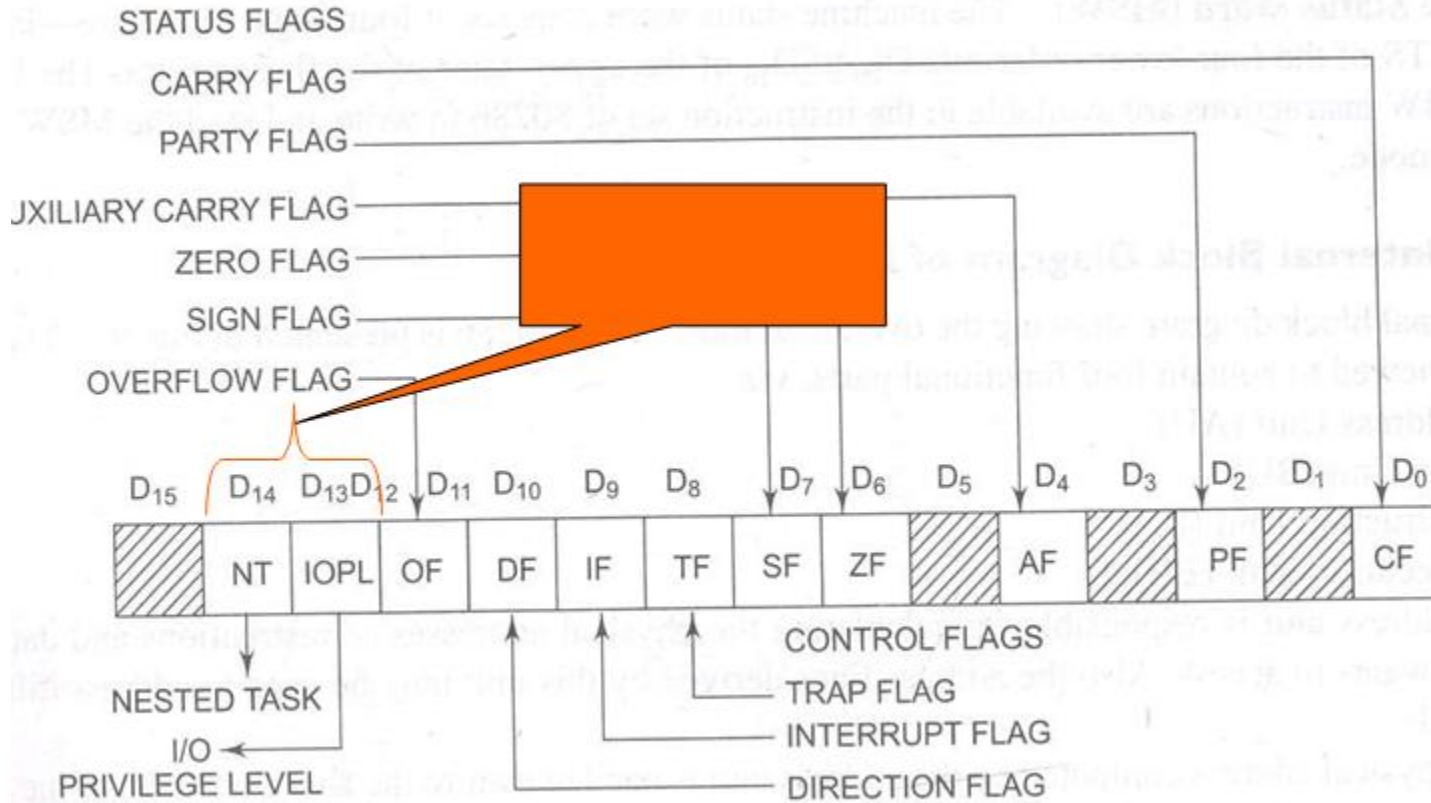 STATUS FLAGS
CARRY FLAG
PARTY FLAG
UXILIARY CARRY FLAG
ZERO FLAG
SIGN FLAG
OVERFLOW FLAG
D15 D14 D13D12 D11 D10 D9 D8 D7 D6 D5 D4 D3 D2 D1 D0
NT IOPL OF DF IF TF SF ZF AF PF CF
CONTROL FLAGS
NESTED TASK
TRAP FLAG
I/O
INTERRUPT FLAG
PRIVILEGE LEVEL
DIRECTION FLAG